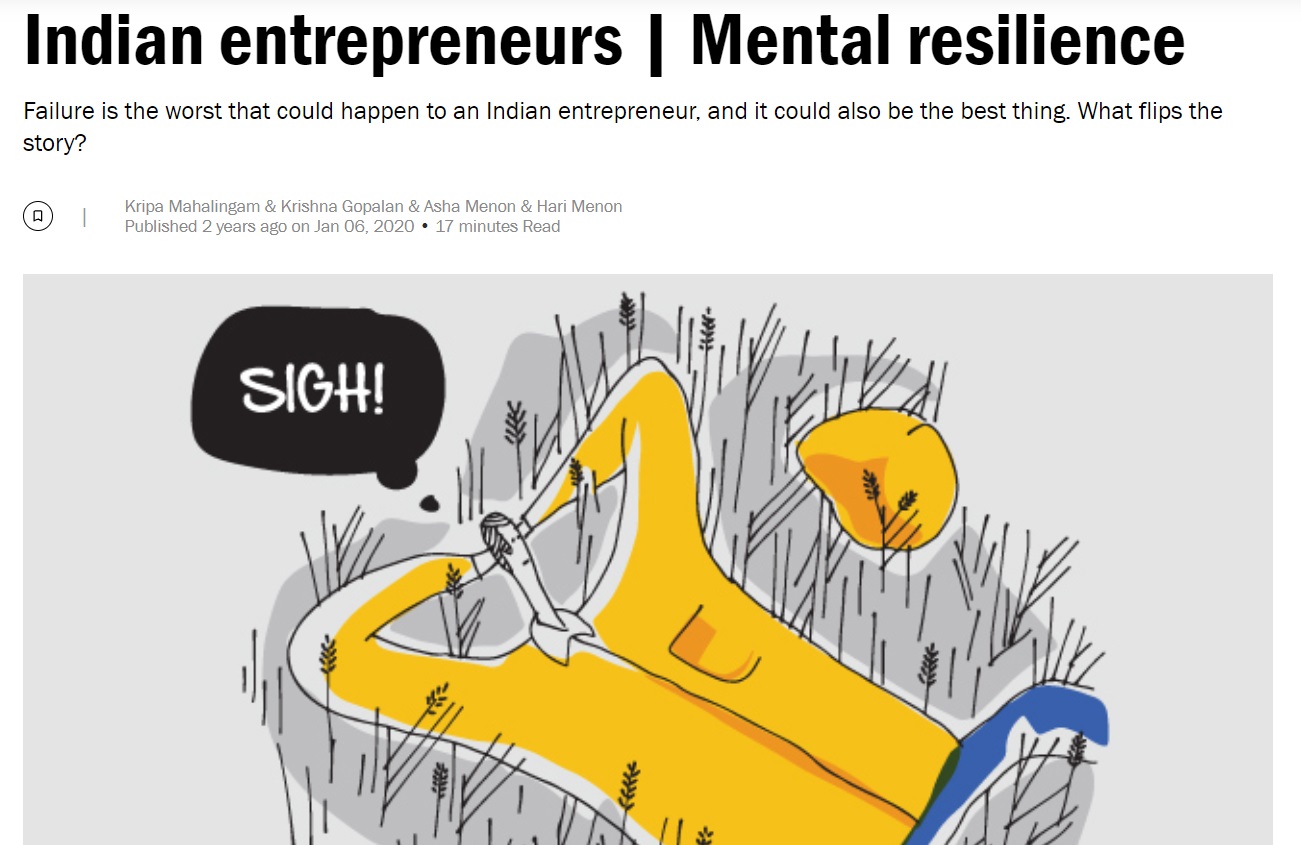 Indian entrepreneurs | Mental resilience
Failure is the worst that could happen to an Indian entrepreneur, and it could also be the best thing. What flips the
story?
Kripa Mahalingam & Krishna Gopalan & Asha Menon & Hari Menon
Published 2 years ago on Jan 06, 2020 • 17 minutes Read
SIGH!